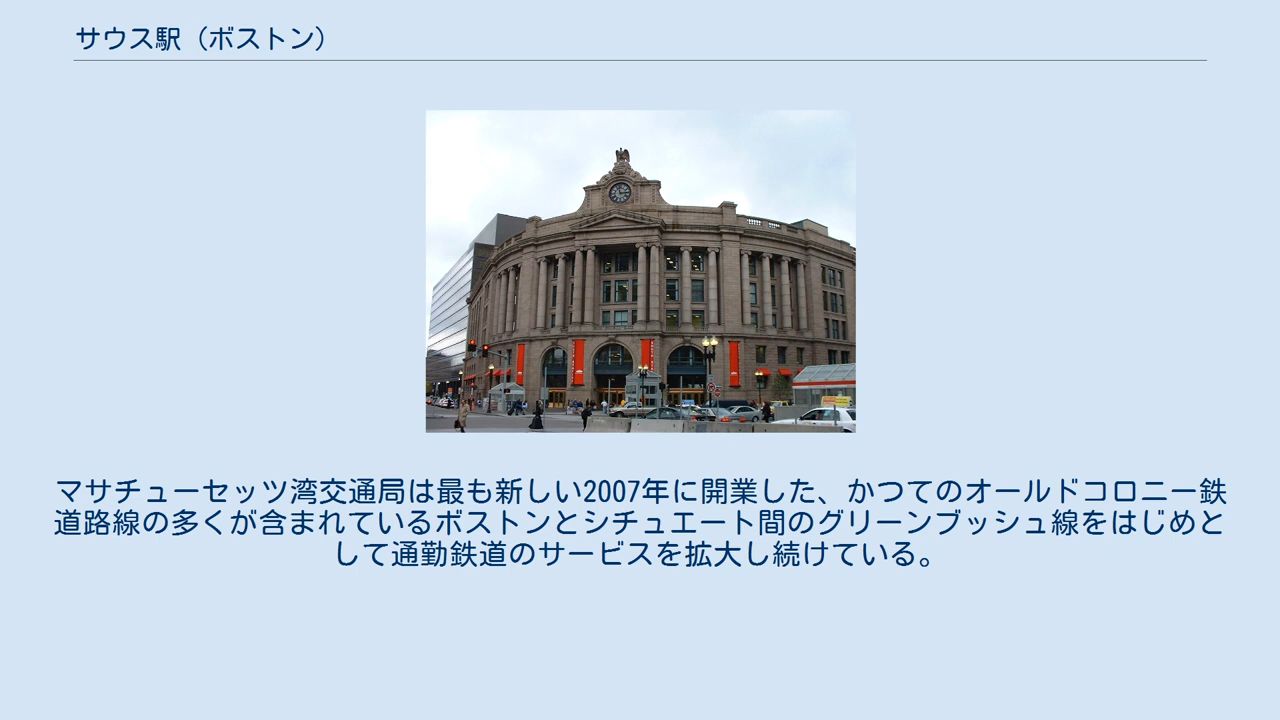 サウス駅（ボストン）
マサチューセッツ湾交通局は最も新しい2007年に開業した、かつてのオールドコロニー鉄
道路線の多くが含まれているボストンとシチュエート間のグリーンブッシュ線をはじめと
して通勤鉄道のサービスを拡大し続けている。